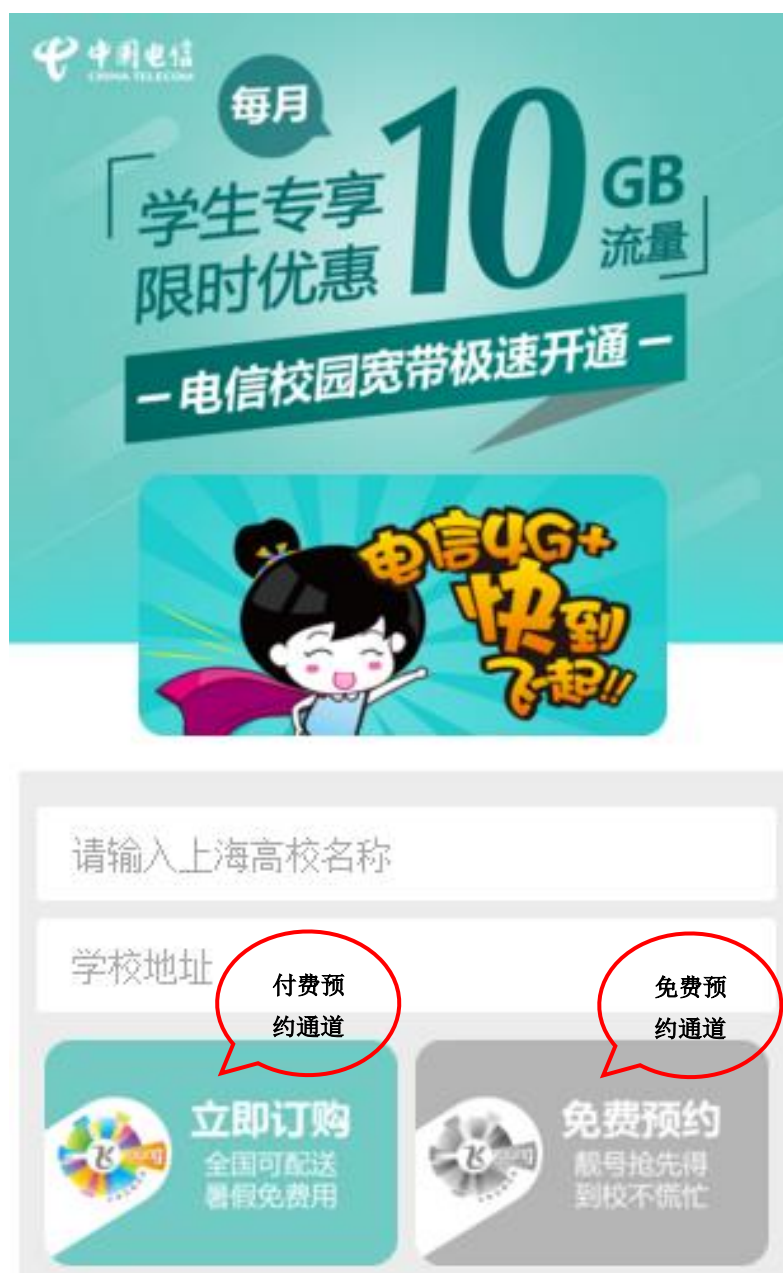 中国电信
CHINA TELECOM
每月
学生专享
限时优惠
10
GB
流量
电信校园宽带极速开通
电信4G+
快到
飞起!!
请输入上海高校名称
学校地址
付费预
约通道
免费预
约通道
立即订购
全国可配送
暑假免费用
免费预约
靓号抢先得
到校不慌忙
飞 Young
飞 Young